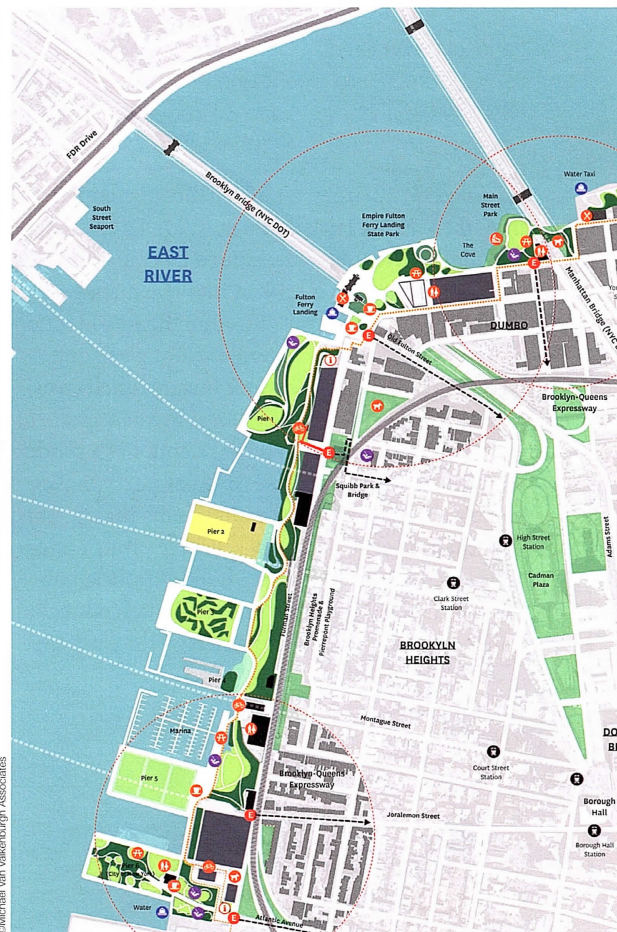 FDR Drive
South
Street
Seaport
EAST
RIVER
Brooklyn Bridge (NYC DOT)
Empire Fulton
Ferry Landing
State Park
The
Cove
Main
Street
Park
Water Taxi
Fulton
Ferry
Landing
Manhattan Bridge (NYC
DUMBO
Old Fulton Street
Brooklyn-Queens
Expressway
Pier 1
Squibb Park &
Bridge
Pier 2
High Street
Station
Adams Street
Cadman
Plaza
Clark Street
Station
Pier 3
Furman Street
Brooklyn Heights
Promenade &
Pierrepont Playground
BROOKYLN
HEIGHTS
Pier
Marina
Montague Street
Court Street
Station
Pier 5
Brooklyn-Queens
Expressway
Joralemon Street
Borough
Hall
Borough Hall
Station
Water
Atlantic Avenue
E
E
E
E
E
©Michael Van Valkenburgh Associates